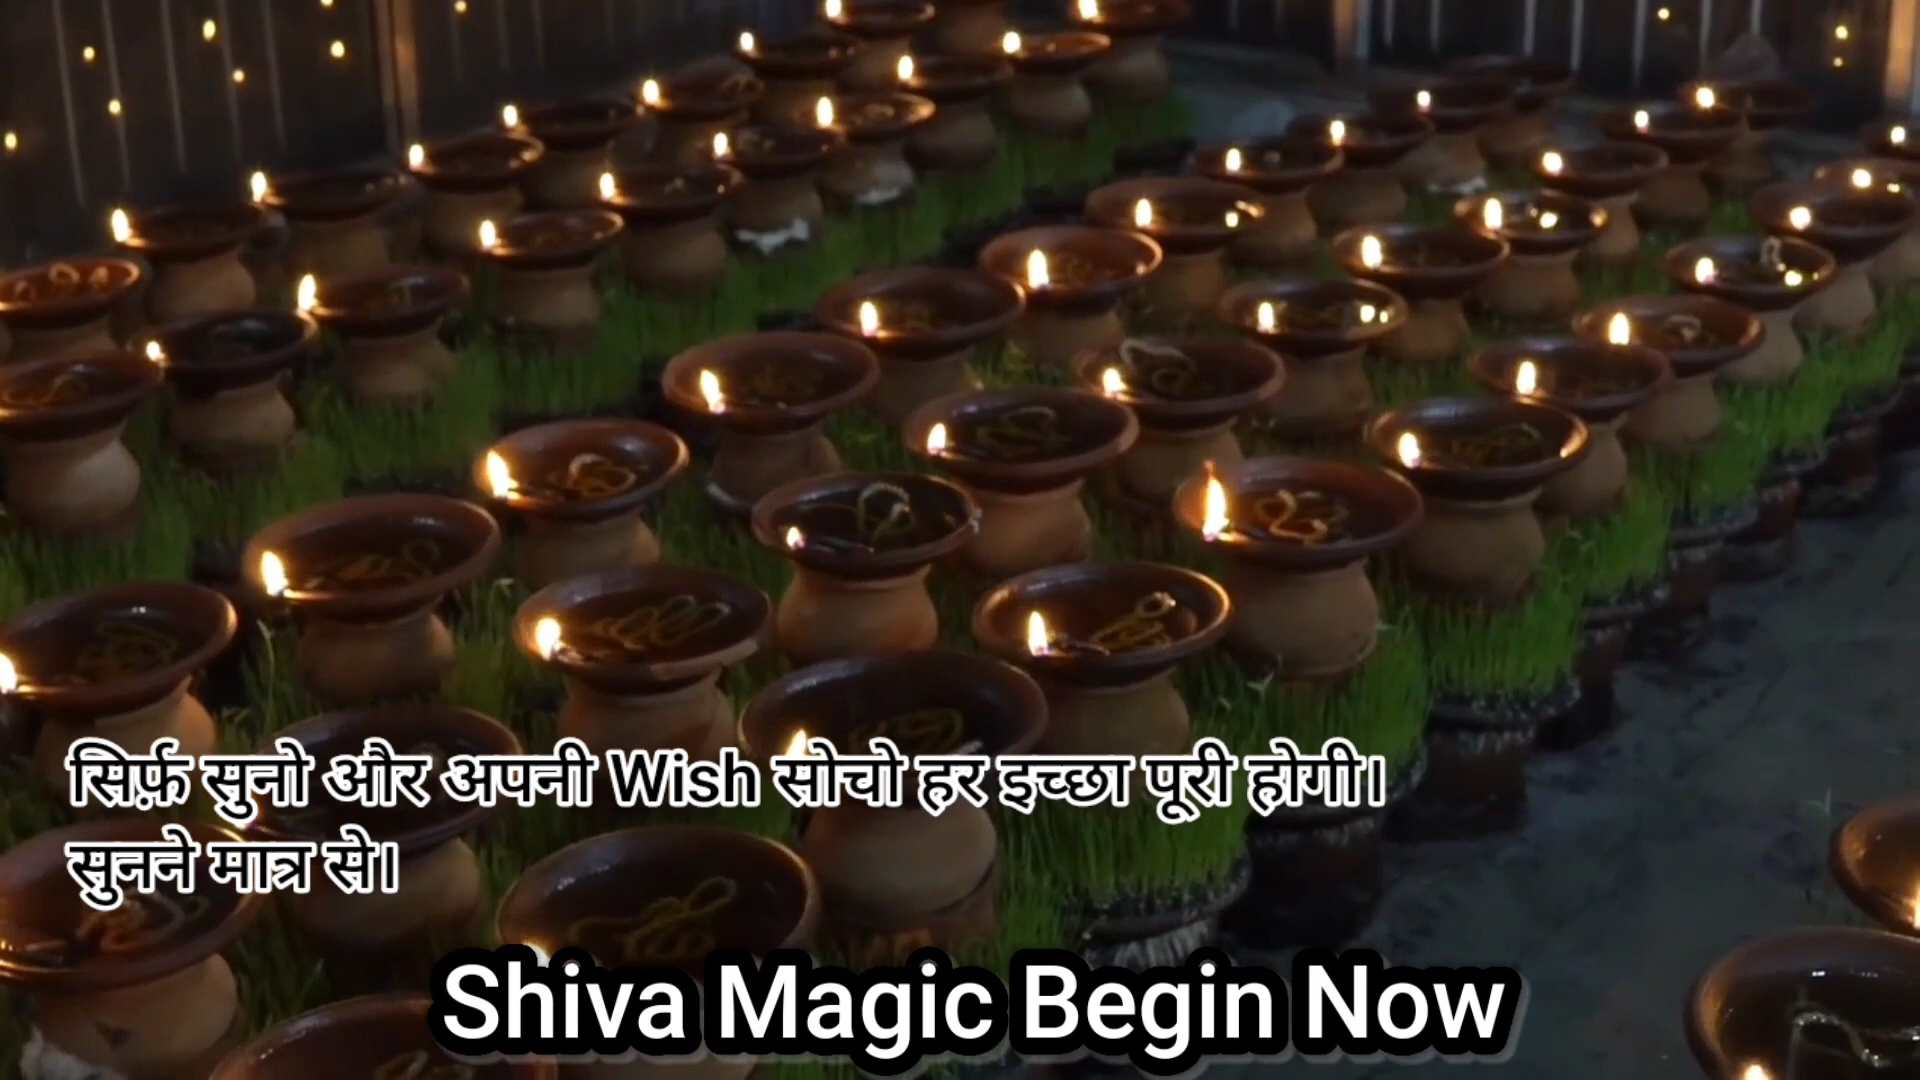 सिर्फ़ सुनो और अपनी Wish सोचो हर इच्छा पूरी होगी।
सुनने मात्र से।
Shiva Magic Begin Now